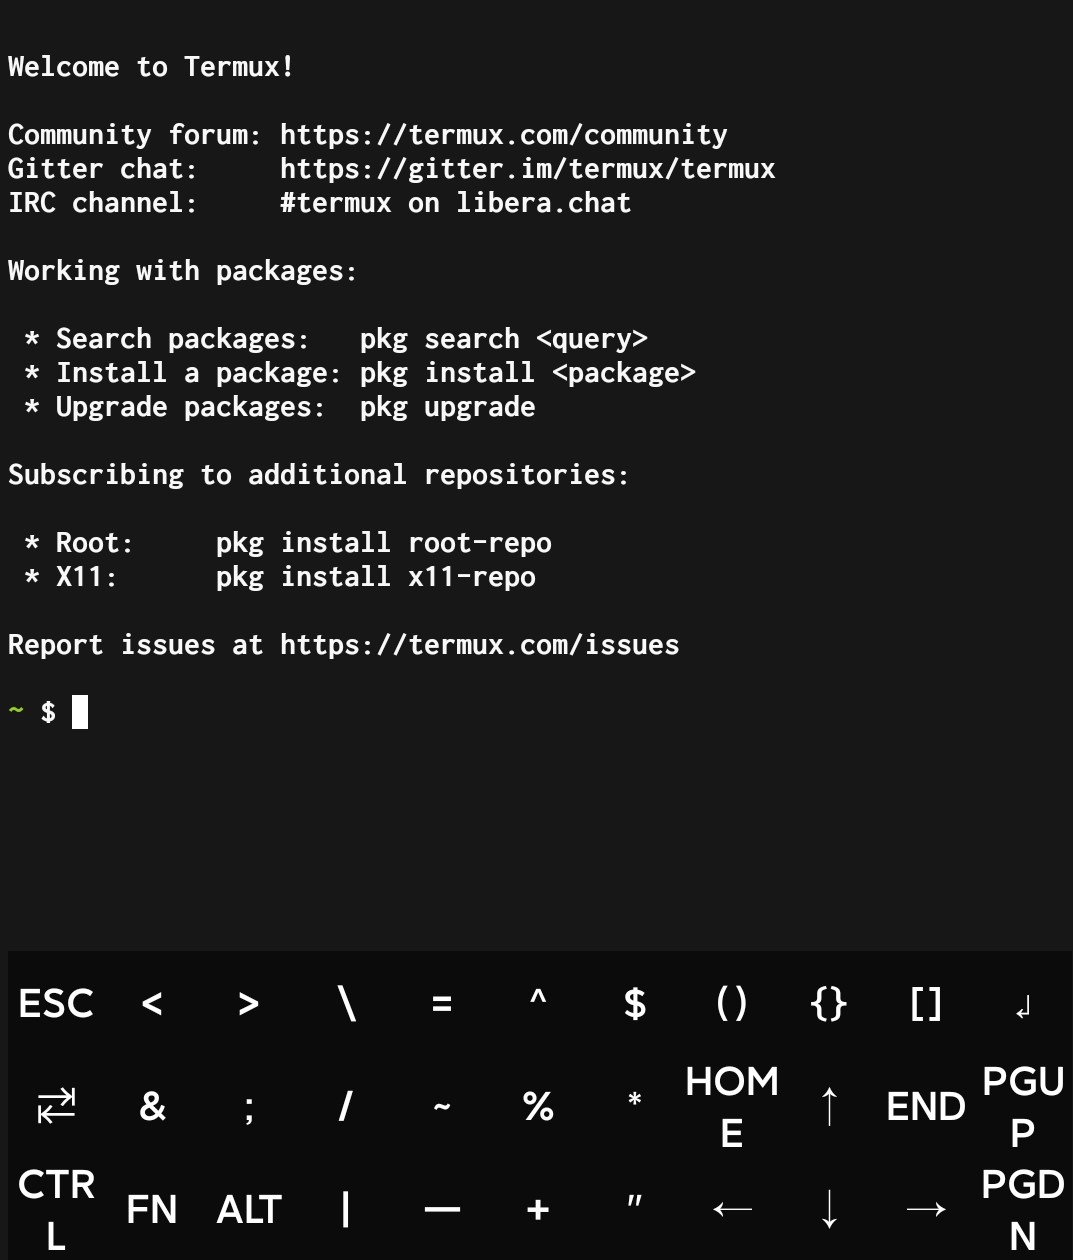 Welcome to Termux!
Community forum: https://termux.com/community
Gitter chat:     https://gitter.im/termux/termux
IRC channel:     #termux on libera.chat
Working with packages:
 * Search packages:   pkg search <query>
 * Install a package: pkg install <package>
 * Upgrade packages:  pkg upgrade
Subscribing to additional repositories:
 * Root:     pkg install root-repo
 * X11:      pkg install x11-repo
Report issues at https://termux.com/issues
~ $
ESC < > \ = ^ $ () {} [] ↲
⇄ & ; / ~ % * HOME ↑ END PGUP
CTRL FN ALT | — + " ← ↓ → PGDN